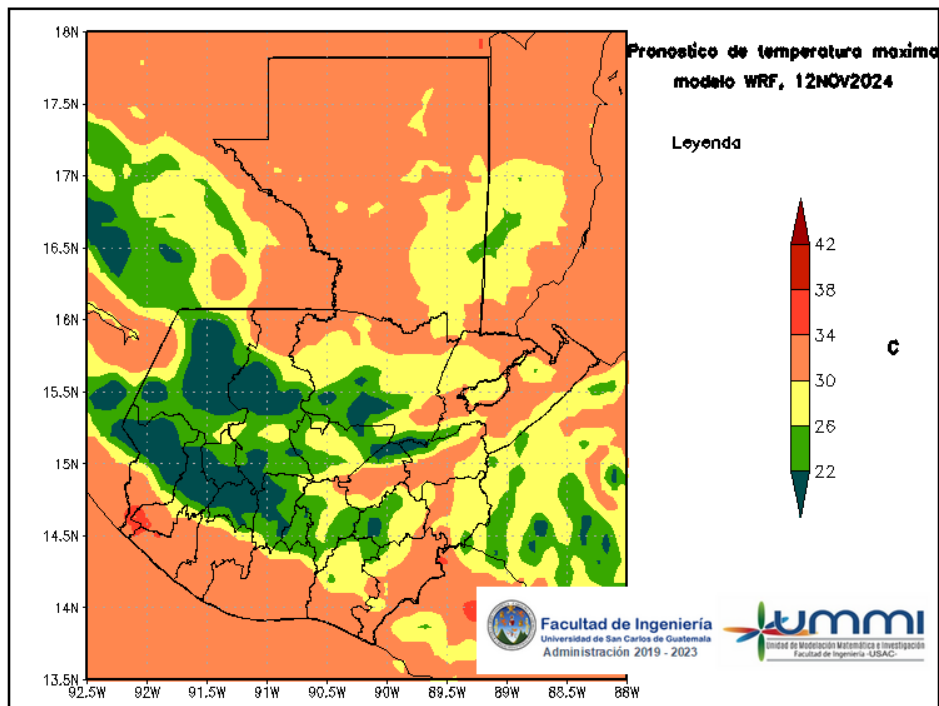 Pronostico de temperatura maxima
modelo WRF, 12NOV2024
Leyenda
18N
17.5N
17N
16.5N
16N
15.5N
15N
14.5N
14N
13.5N
92.5W 92W 91.5W 91W 90.5W 90W 89.5W 89W 88.5W 88W
42
38
34
30
26
22
C
Facultad de Ingeniería
Universidad de San Carlos de Guatemala
Administración 2019 - 2023
ummi
Unidad de Modelación Matemática e Investigación
Facultad de Ingeniería -USAC-